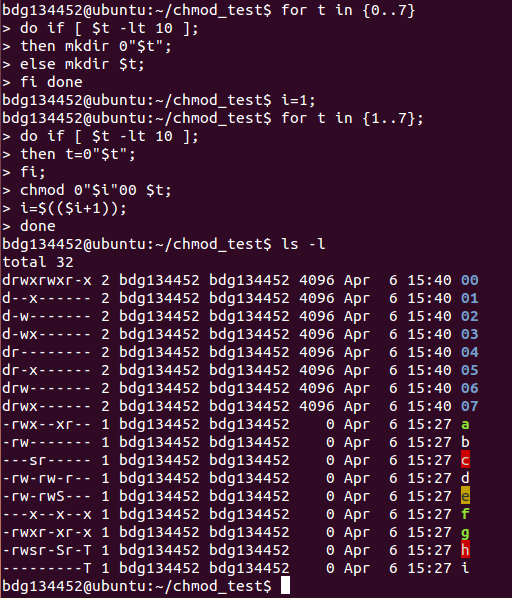 bdg134452@ubuntu:~/chmod_test$ for t in {0..7}
> do if [ $t -lt 10 ];
> then mkdir 0"$t";
> else mkdir $t;
> fi done
bdg134452@ubuntu:~/chmod_test$ i=1;
bdg134452@ubuntu:~/chmod_test$ for t in {1..7};
> do if [ $t -lt 10 ];
> then t=0"$t";
> fi;
> chmod 0"$i"00 $t;
> i=$(($i+1));
> done
bdg134452@ubuntu:~/chmod_test$ ls -l
total 32
drwxrwxr-x 2 bdg134452 bdg134452 4096 Apr  6 15:40 00
d--x------ 2 bdg134452 bdg134452 4096 Apr  6 15:40 01
d-w------- 2 bdg134452 bdg134452 4096 Apr  6 15:40 02
d-wx------ 2 bdg134452 bdg134452 4096 Apr  6 15:40 03
dr-------- 2 bdg134452 bdg134452 4096 Apr  6 15:40 04
dr-x------ 2 bdg134452 bdg134452 4096 Apr  6 15:40 05
drw------- 2 bdg134452 bdg134452 4096 Apr  6 15:40 06
drwx------ 2 bdg134452 bdg134452 4096 Apr  6 15:40 07
-rwx--xr-- 1 bdg134452 bdg134452    0 Apr  6 15:27 a
-rw------- 1 bdg134452 bdg134452    0 Apr  6 15:27 b
---sr----- 1 bdg134452 bdg134452    0 Apr  6 15:27 c
-rw-rw-r-- 1 bdg134452 bdg134452    0 Apr  6 15:27 d
-rw-rwS--- 1 bdg134452 bdg134452    0 Apr  6 15:27 e
---x--x--x 1 bdg134452 bdg134452    0 Apr  6 15:27 f
-rwxr-xr-x 1 bdg134452 bdg134452    0 Apr  6 15:27 g
-rwsr-Sr-T 1 bdg134452 bdg134452    0 Apr  6 15:27 h
---------T 1 bdg134452 bdg134452    0 Apr  6 15:27 i
bdg134452@ubuntu:~/chmod_test$